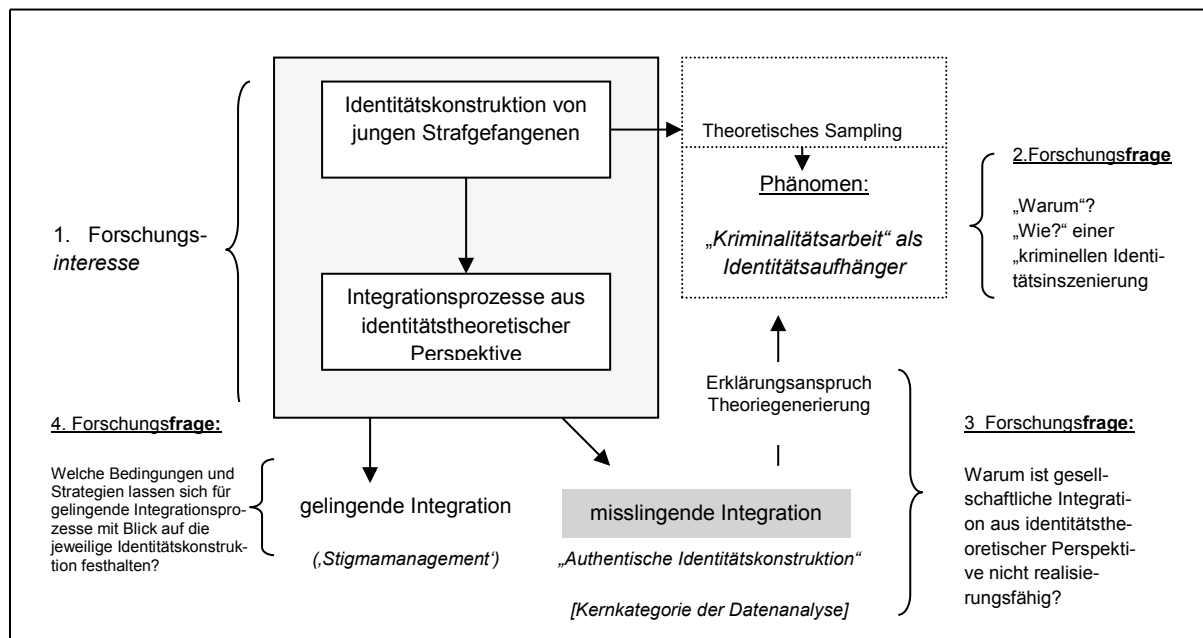 Identitätskonstruktion von
jungen Strafgefangenen
Theoretisches Sampling
Phänomen:
„Kriminalitätsarbeit“ als
Identitätsaufhänger
2.Forschungsfrage
„Warum“?
„Wie?“ einer
„kriminellen Identi-
tätsinszenierung
1. Forschungs-
interesse
Integrationsprozesse aus
identitätstheoretischer
Perspektive
Erklärungsanspruch
Theoriegenerierung
4. Forschungsfrage:
Welche Bedingungen und
Strategien lassen sich für
gelingende Integrationspro-
zesse mit Blick auf die
jeweilige Identitätskonstruk-
tion festhalten?
gelingende Integration
(‚Stigmamanagement‘)
misslingende Integration
„Authentische Identitätskonstruktion“
[Kernkategorie der Datenanalyse]
3 Forschungsfrage:
Warum ist gesell-
schaftliche Integrati-
on aus identitätsthe-
oretischer Perspekti-
ve nicht realisie-
rungsfähig?